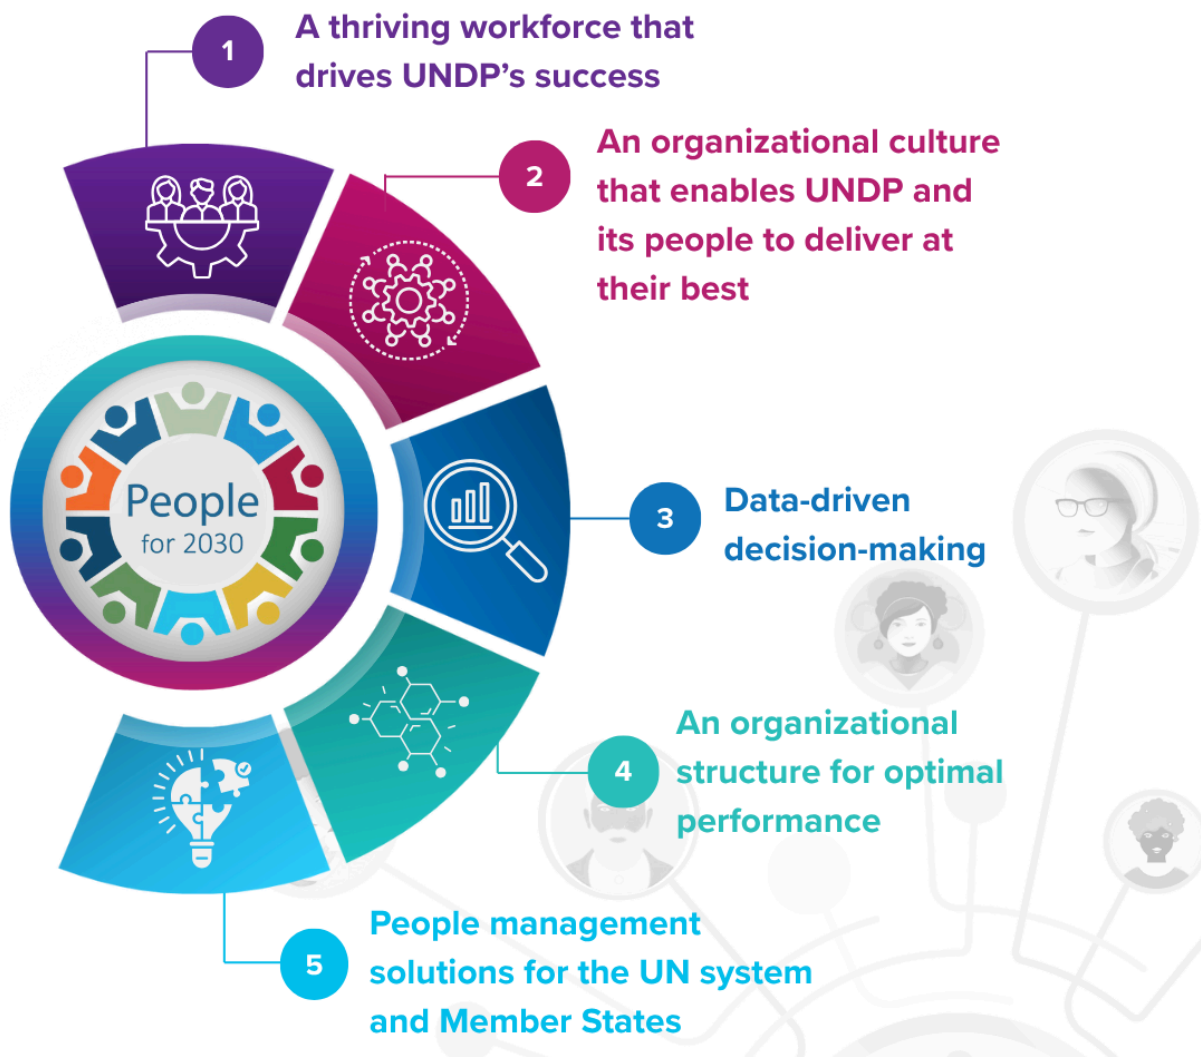 1
A thriving workforce that
drives UNDP’s success
2
An organizational culture
that enables UNDP and
its people to deliver at
their best
People
for 2030
3
Data-driven
decision-making
4
An organizational
structure for optimal
performance
5
People management
solutions for the UN system
and Member States